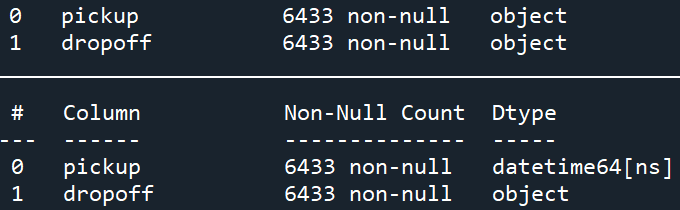 0   pickup            6433 non-null   object
1   dropoff           6433 non-null   object
#   Column            Non-Null Count  Dtype
---  ------            --------------  -----
0   pickup            6433 non-null   datetime64[ns]
1   dropoff           6433 non-null   object